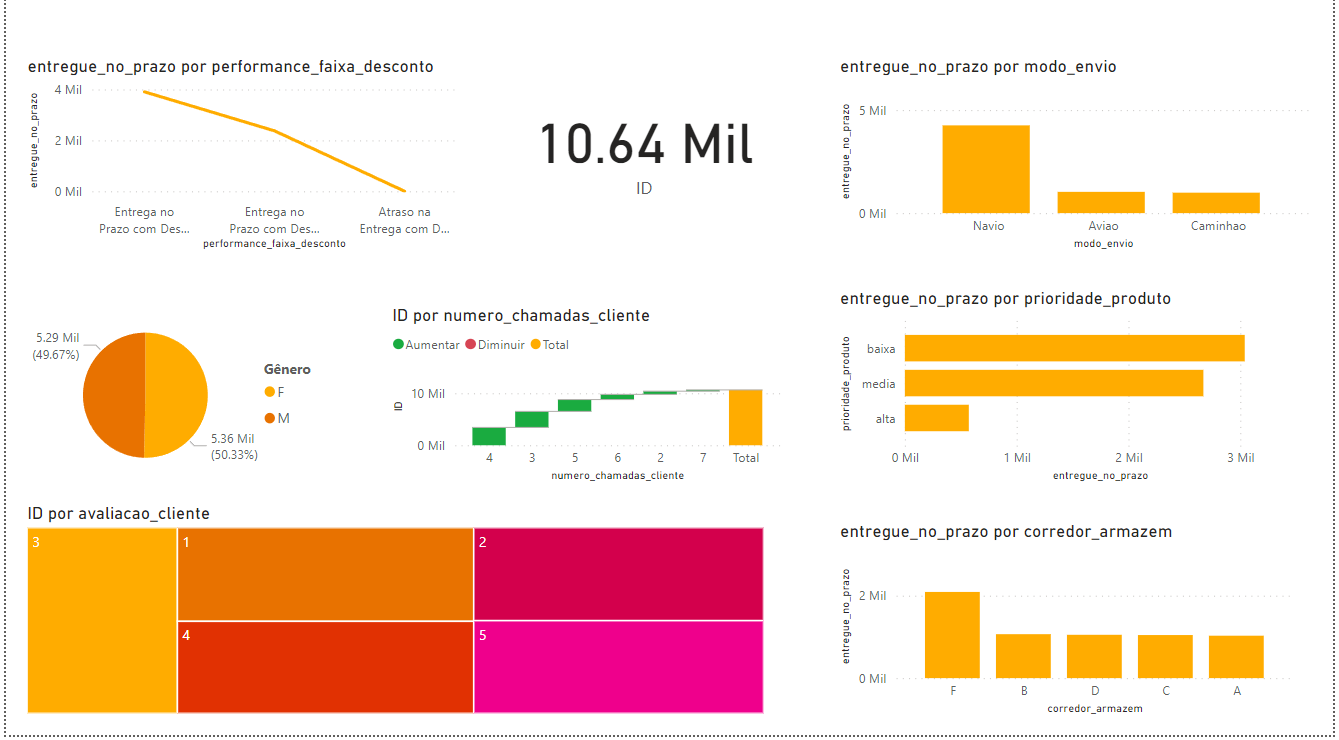 entregue_no_prazo por performance_faixa_desconto
entregue_no_prazo
4 Mil
2 Mil
0 Mil
Entrega no
Prazo com Des...
Entrega no
Prazo com Des...
Atraso na
Entrega com D...
performance_faixa_desconto
10.64 Mil
ID
entregue_no_prazo por modo_envio
entregue_no_prazo
5 Mil
0 Mil
Navio
Aviao
Caminhao
modo_envio
5.29 Mil
(49.67%)
5.36 Mil
(50.33%)
Gênero
F
M
ID por numero_chamadas_cliente
Aumentar Diminuir Total
ID
10 Mil
0 Mil
4 3 5 6 2 7 Total
numero_chamadas_cliente
entregue_no_prazo por prioridade_produto
prioridade_produto
baixa
media
alta
0 Mil 1 Mil 2 Mil 3 Mil
entregue_no_prazo
ID por avaliacao_cliente
3
1
2
4
5
entregue_no_prazo por corredor_armazem
entregue_no_prazo
2 Mil
0 Mil
F B D C A
corredor_armazem